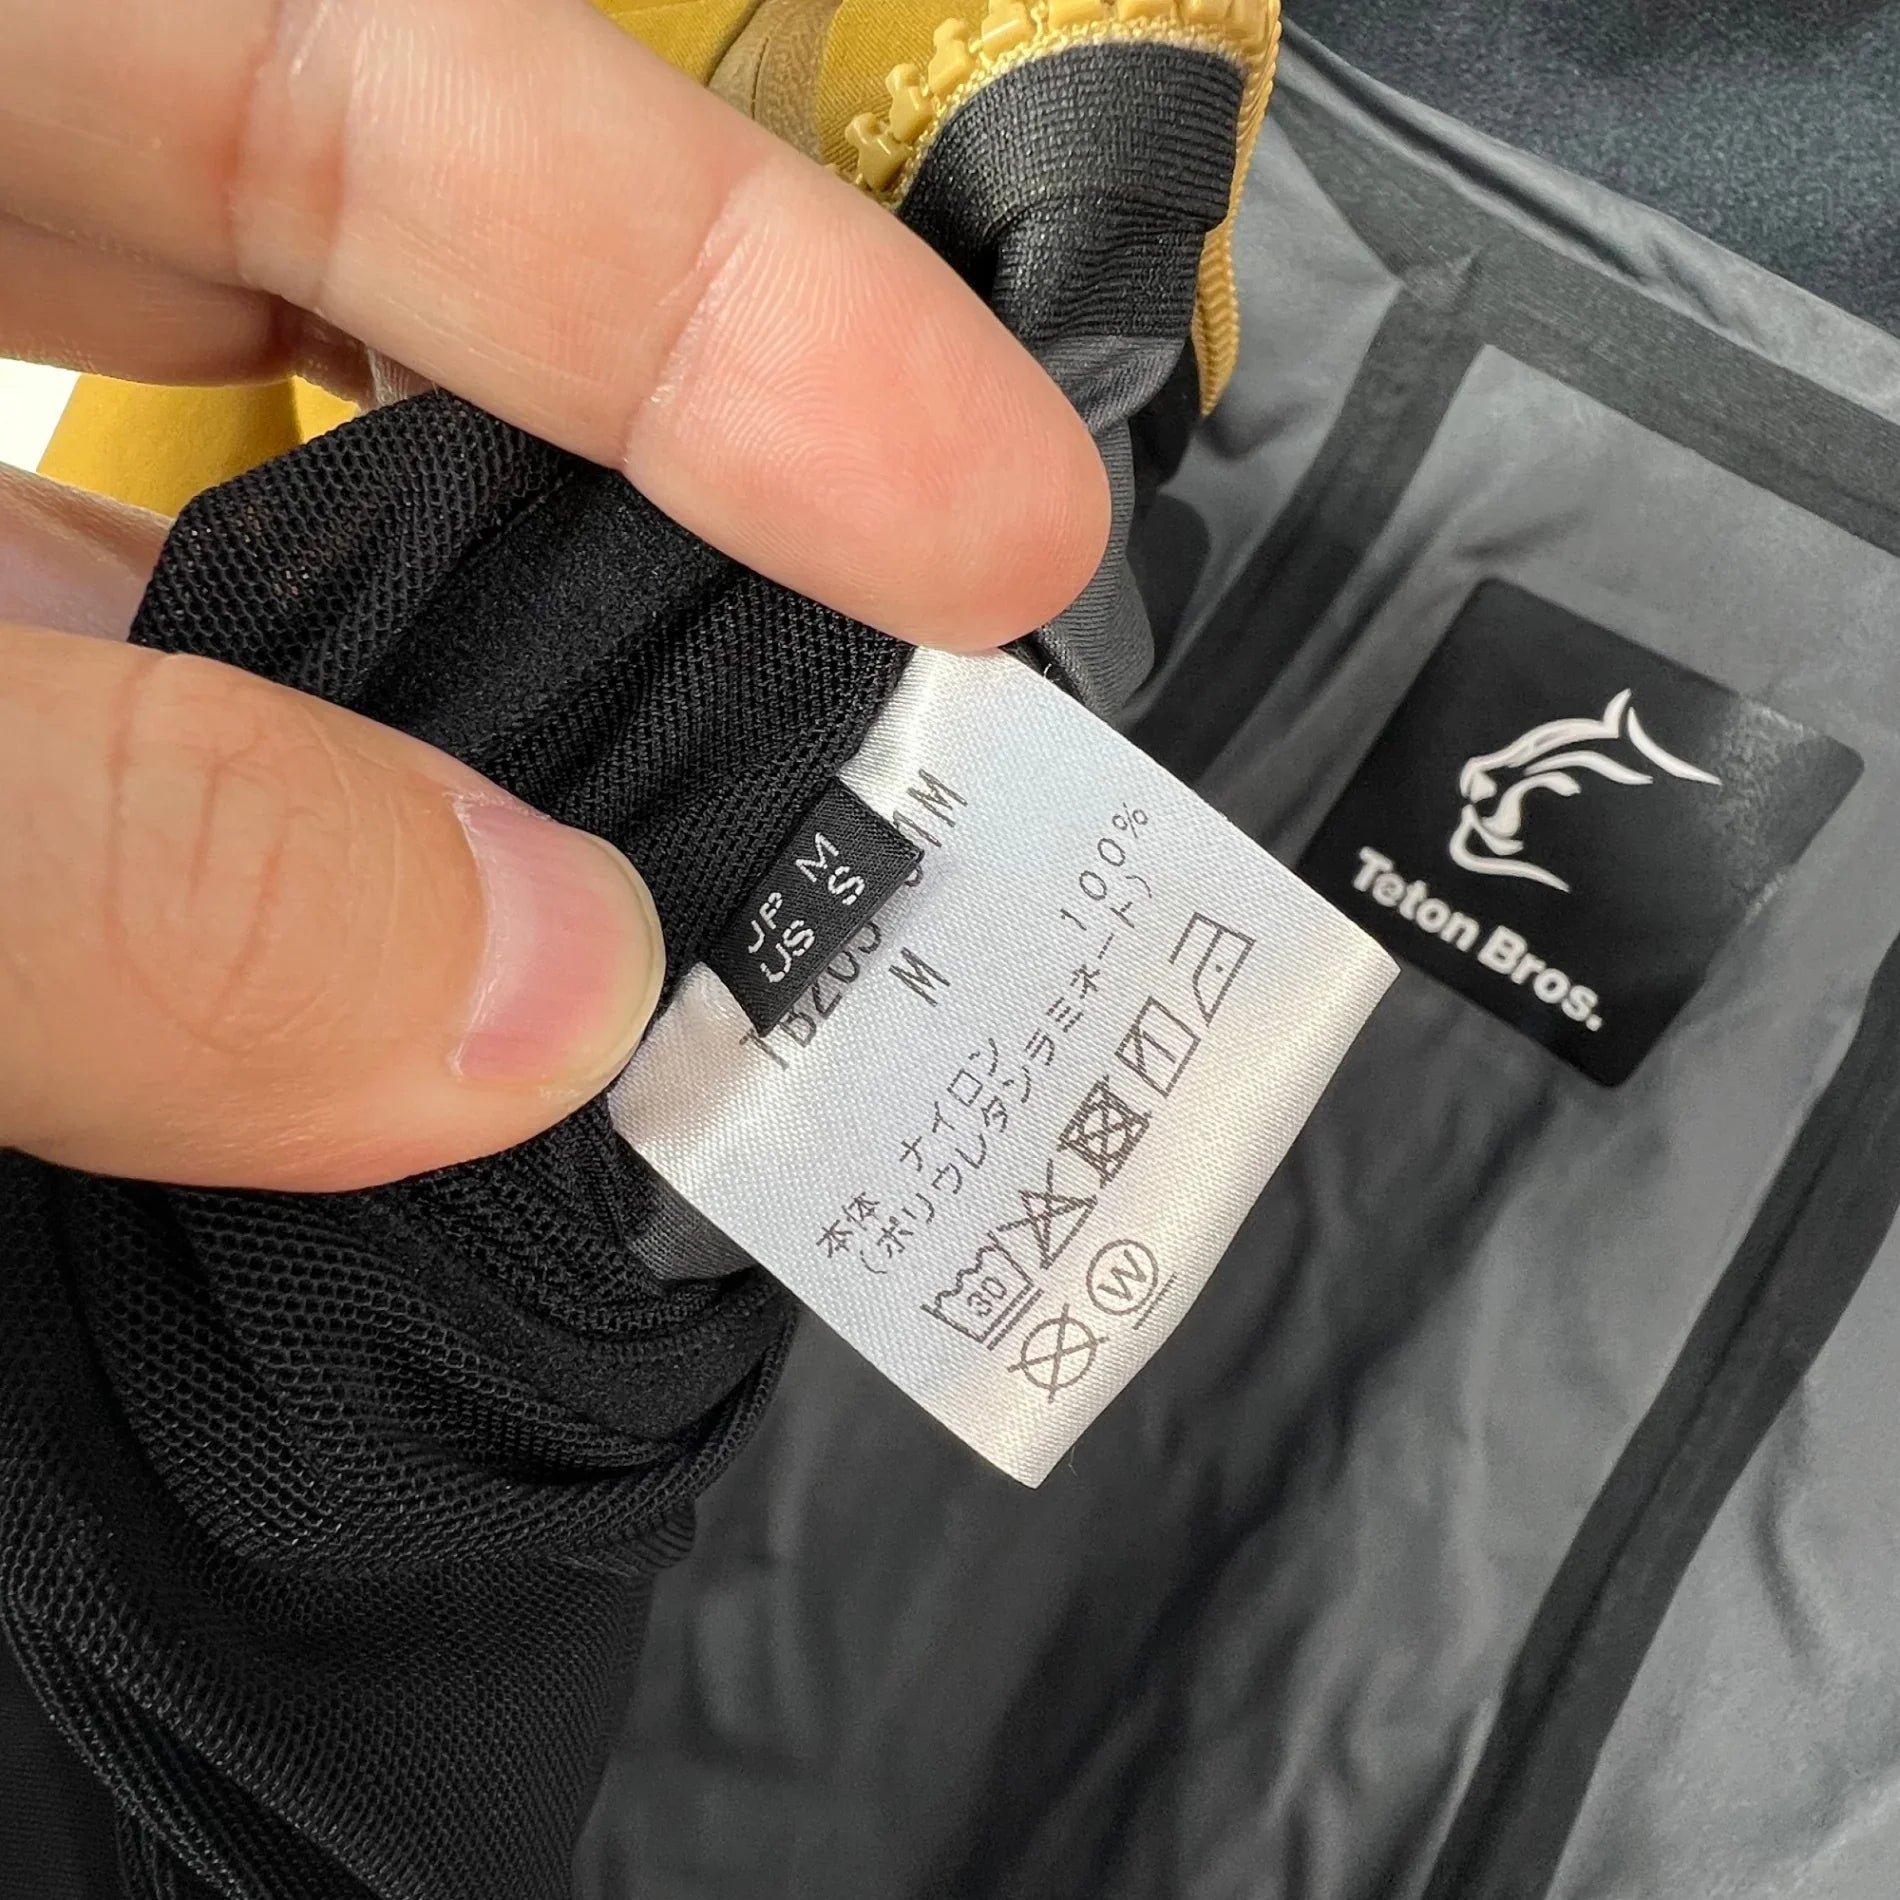 JP M
US S
M
本体 ナイロン 100%
(ポリウレタンラミネート)
30
W
Teton Bros.